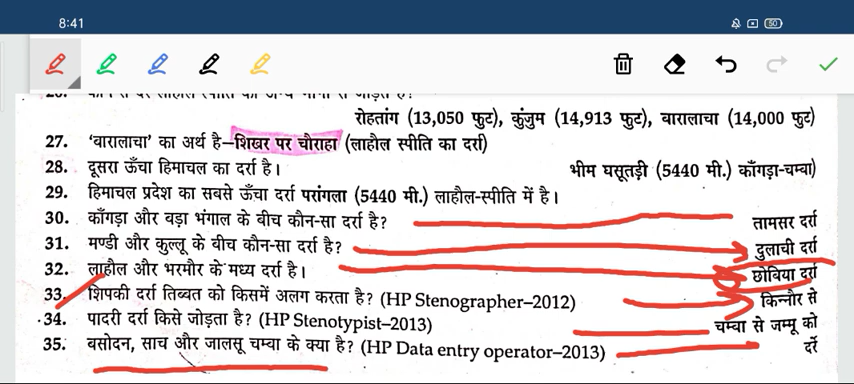 8:41
50
रोहतांग (13,050 फुट), कुंजुम (14,913 फुट), बारालाचा (14,000 फुट)
27. 'बारालाचा' का अर्थ है–शिखर पर चौराहा (लाहौल स्पीति का दर्रा)
28. दूसरा ऊँचा हिमाचल का दर्रा है। भीम घसूतड़ी (5440 मी.) काँगड़ा-चम्बा)
29. हिमाचल प्रदेश का सबसे ऊँचा दर्रा परांगला (5440 मी.) लाहौल-स्पीति में है।
30. काँगड़ा और बड़ा भंगाल के बीच कौन-सा दर्रा है? तामसर दर्रा
31. मण्डी और कुल्लू के बीच कौन-सा दर्रा है? दुलाची दर्रा
32. लाहौल और भरमौर के मध्य दर्रा है। छोबिया दर्रा
33. शिपकी दर्रा तिब्बत को किसमें अलग करता है? (HP Stenographer–2012) किन्नौर से
34. पादरी दर्रा किसे जोड़ता है? (HP Stenotypist–2013) चम्बा से जम्मू को
35. बसोदन, साच और जालसू चम्बा के क्या है? (HP Data entry operator–2013) दर्रे